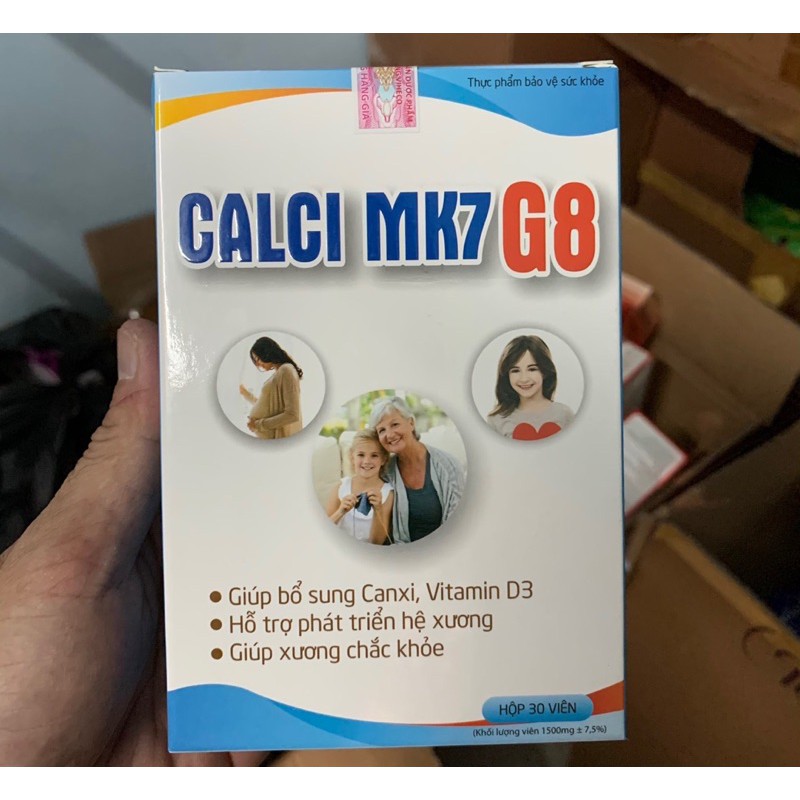 Thực phẩm bảo vệ sức khỏe
CALCI MK7 G8
• Giúp bổ sung Canxi, Vitamin D3
• Hỗ trợ phát triển hệ xương
• Giúp xương chắc khỏe
HỘP 30 VIÊN
(Khối lượng viên 1500mg ± 7,5%)